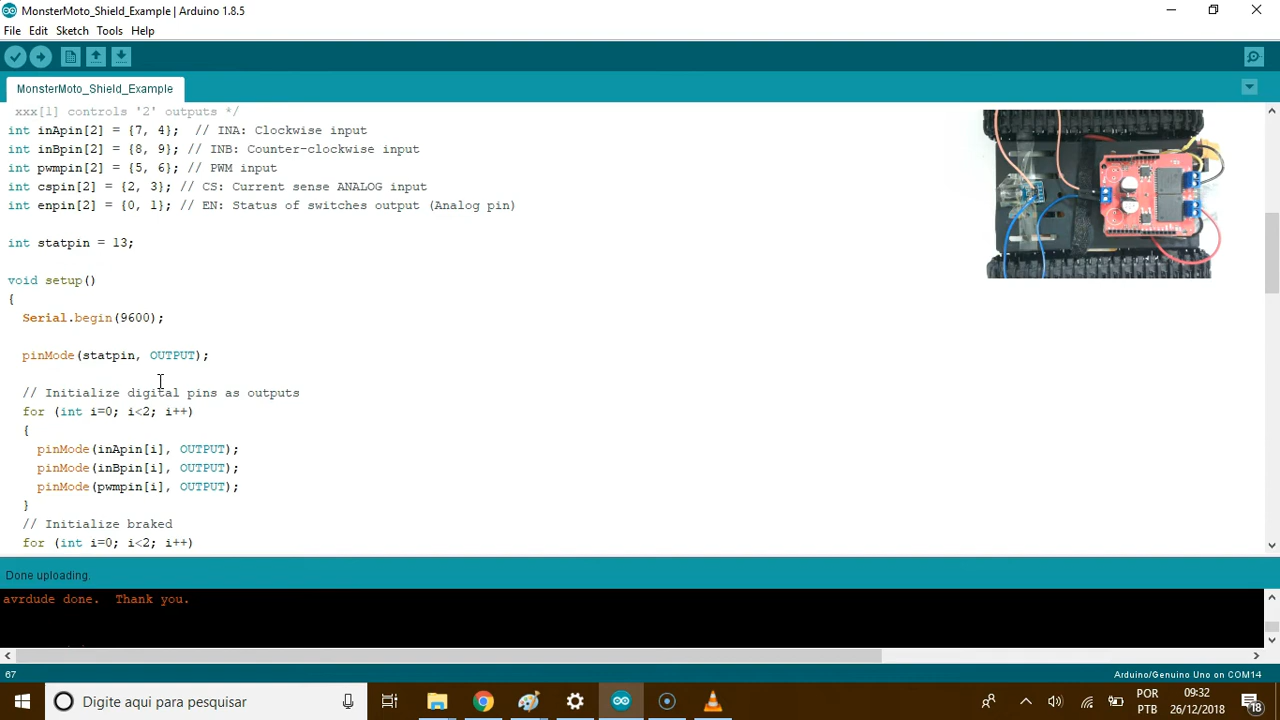 MonsterMoto_Shield_Example | Arduino 1.8.5
File Edit Sketch Tools Help
MonsterMoto_Shield_Example
xxx[1] controls '2' outputs */
int inApin[2] = {7, 4};  // INA: Clockwise input
int inBpin[2] = {8, 9}; // INB: Counter-clockwise input
int pwmpin[2] = {5, 6}; // PWM input
int cspin[2] = {2, 3}; // CS: Current sense ANALOG input
int enpin[2] = {0, 1}; // EN: Status of switches output (Analog pin)
int statpin = 13;
void setup()
{
Serial.begin(9600);
pinMode(statpin, OUTPUT);
// Initialize digital pins as outputs
for (int i=0; i<2; i++)
{
pinMode(inApin[i], OUTPUT);
pinMode(inBpin[i], OUTPUT);
pinMode(pwmpin[i], OUTPUT);
}
// Initialize braked
for (int i=0; i<2; i++)
Done uploading.
avrdude done.  Thank you.
67
Arduino/Genuino Uno on COM14
Digite aqui para pesquisar
POR
PTB
09:32
26/12/2018
18